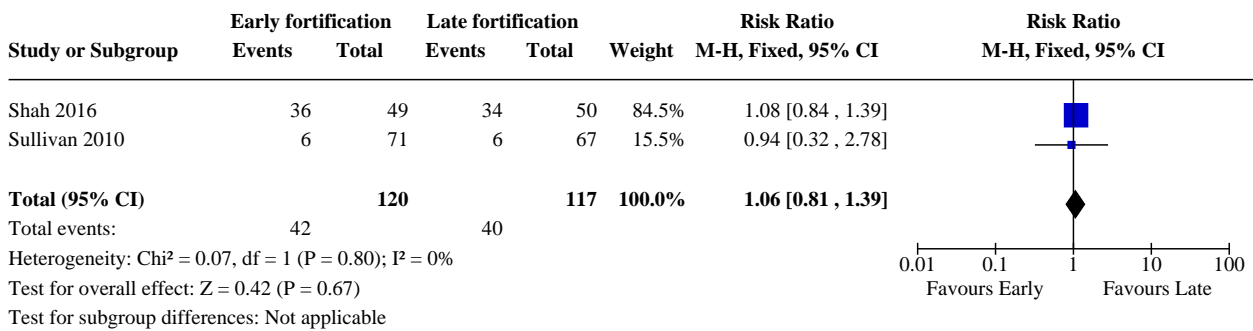 Early fortification Late fortification Risk Ratio Risk Ratio
Study or Subgroup Events Total Events Total Weight M-H, Fixed, 95% CI M-H, Fixed, 95% CI
Shah 2016 36 49 34 50 84.5% 1.08 [0.84 , 1.39]
Sullivan 2010 6 71 6 67 15.5% 0.94 [0.32 , 2.78]
Total (95% CI) 120 117 100.0% 1.06 [0.81 , 1.39]
Total events: 42 40
Heterogeneity: Chi² = 0.07, df = 1 (P = 0.80); I² = 0%
0.01 0.1 1 10 100
Test for overall effect: Z = 0.42 (P = 0.67)
Favours Early Favours Late
Test for subgroup differences: Not applicable